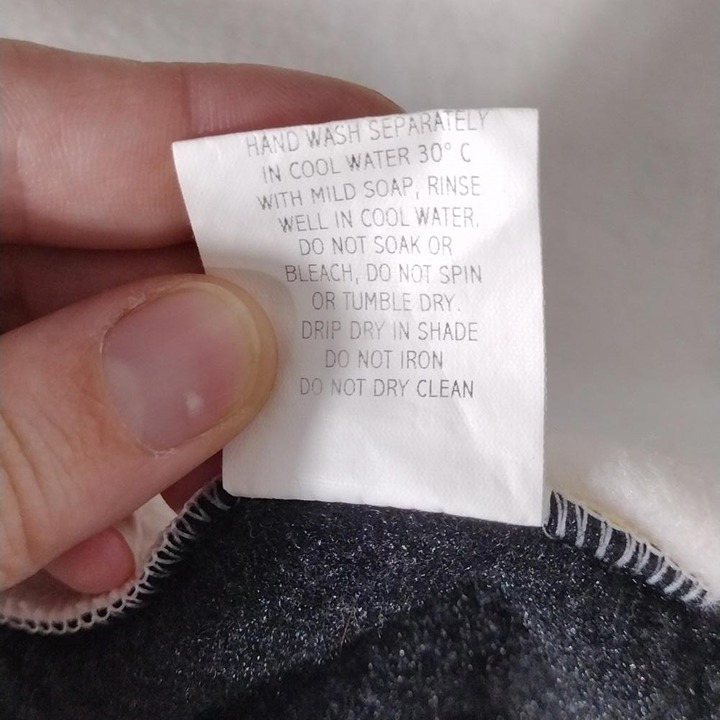 HAND WASH SEPARATELY
IN COOL WATER 30° C
WITH MILD SOAP, RINSE
WELL IN COOL WATER.
DO NOT SOAK OR
BLEACH, DO NOT SPIN
OR TUMBLE DRY.
DRIP DRY IN SHADE
DO NOT IRON
DO NOT DRY CLEAN